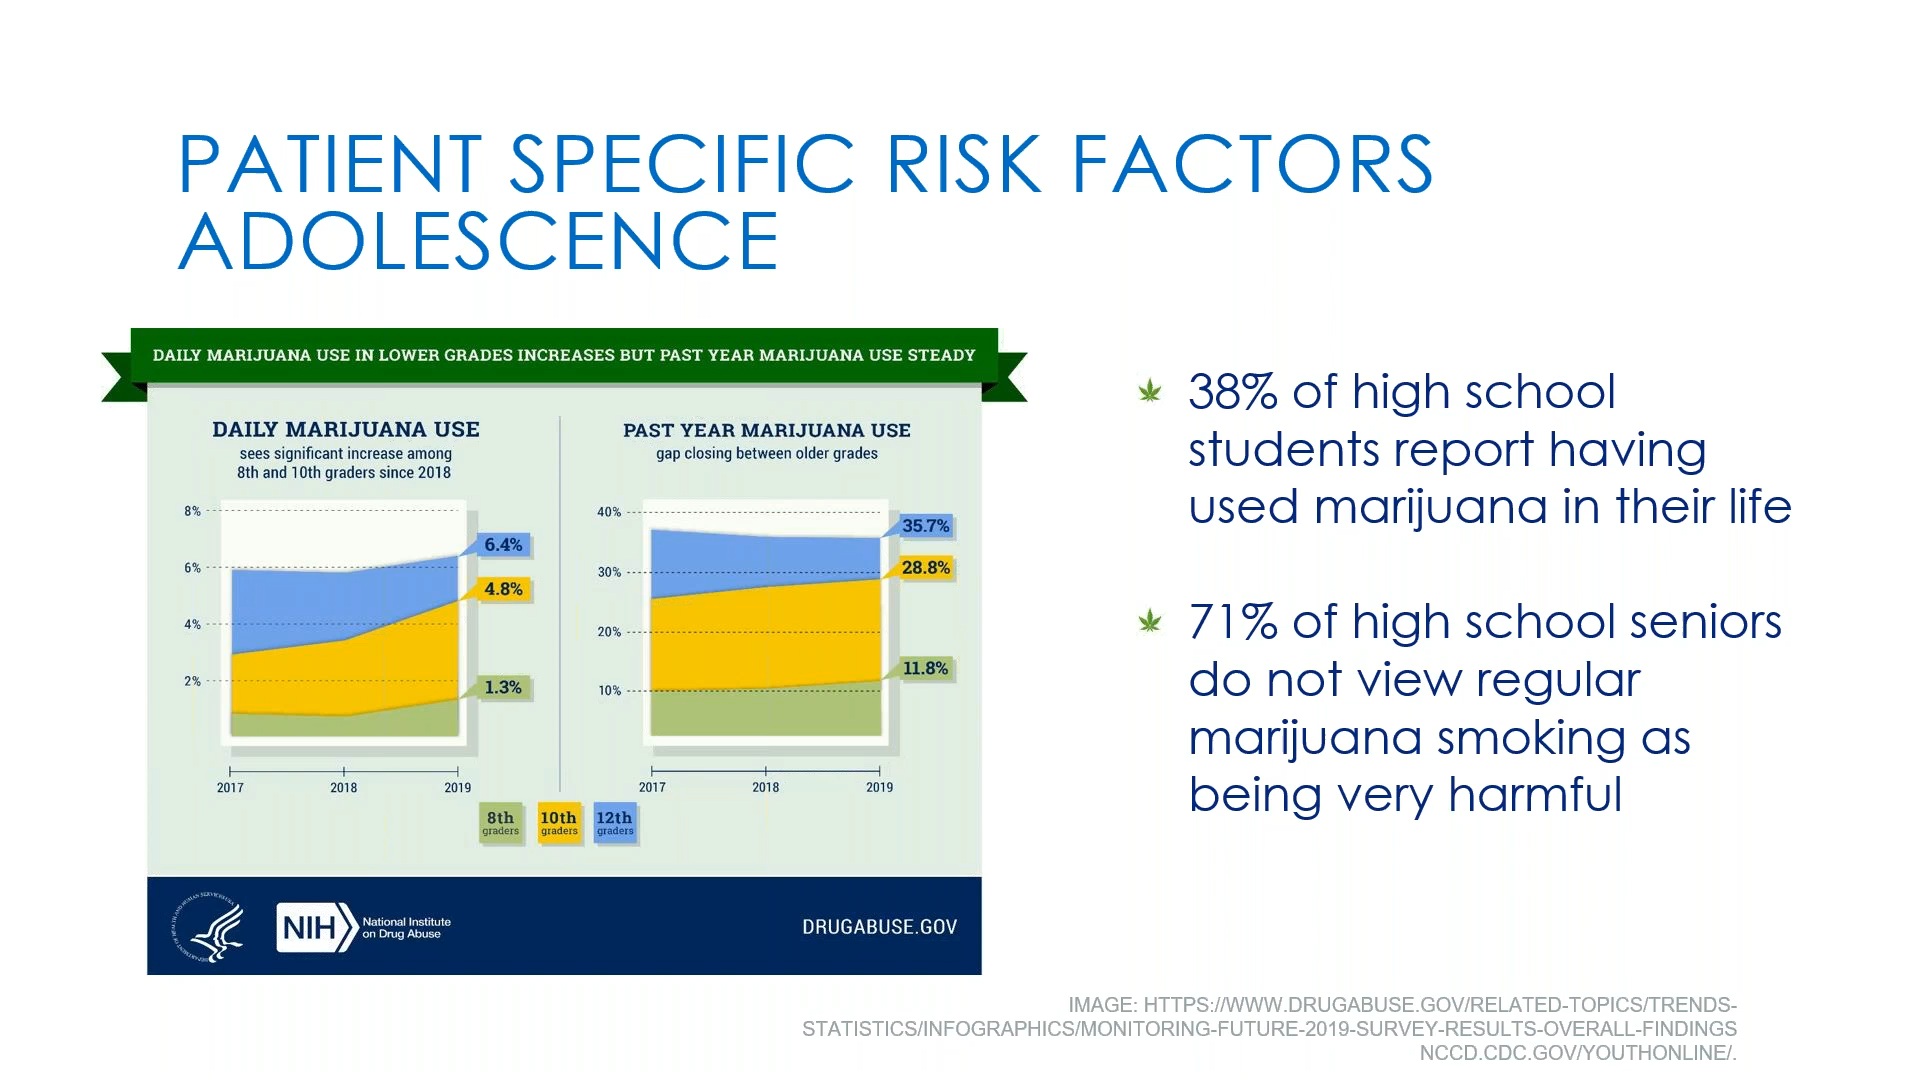 PATIENT SPECIFIC RISK FACTORS
ADOLESCENCE
DAILY MARIJUANA USE IN LOWER GRADES INCREASES BUT PAST YEAR MARIJUANA USE STEADY
DAILY MARIJUANA USE
sees significant increase among
8th and 10th graders since 2018
8%
6%
4%
2%
6.4%
4.8%
1.3%
2017 2018 2019
PAST YEAR MARIJUANA USE
gap closing between older grades
40%
30%
20%
10%
35.7%
28.8%
11.8%
2017 2018 2019
8th graders
10th graders
12th graders
NIH
National Institute
on Drug Abuse
DRUGABUSE.GOV
38% of high school
students report having
used marijuana in their life
71% of high school seniors
do not view regular
marijuana smoking as
being very harmful
IMAGE: HTTPS://WWW.DRUGABUSE.GOV/RELATED-TOPICS/TRENDS-
STATISTICS/INFOGRAPHICS/MONITORING-FUTURE-2019-SURVEY-RESULTS-OVERALL-FINDINGS
NCCD.CDC.GOV/YOUTHONLINE/.